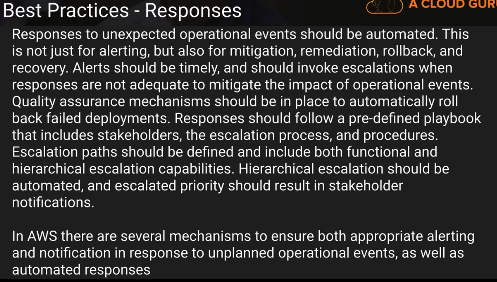 Best Practices - Responses
A CLOUD GURU
Responses to unexpected operational events should be automated. This
is not just for alerting, but also for mitigation, remediation, rollback, and
recovery. Alerts should be timely, and should invoke escalations when
responses are not adequate to mitigate the impact of operational events.
Quality assurance mechanisms should be in place to automatically roll
back failed deployments. Responses should follow a pre-defined playbook
that includes stakeholders, the escalation process, and procedures.
Escalation paths should be defined and include both functional and
hierarchical escalation capabilities. Hierarchical escalation should be
automated, and escalated priority should result in stakeholder
notifications.
In AWS there are several mechanisms to ensure both appropriate alerting
and notification in response to unplanned operational events, as well as
automated responses